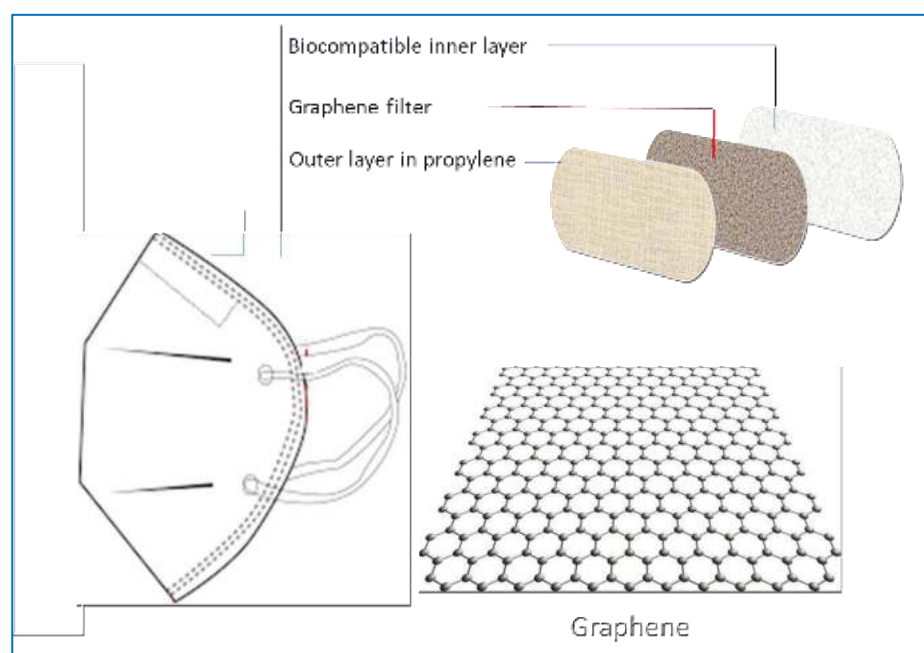 Biocompatible inner layer
Graphene filter
Outer layer in propylene
Graphene